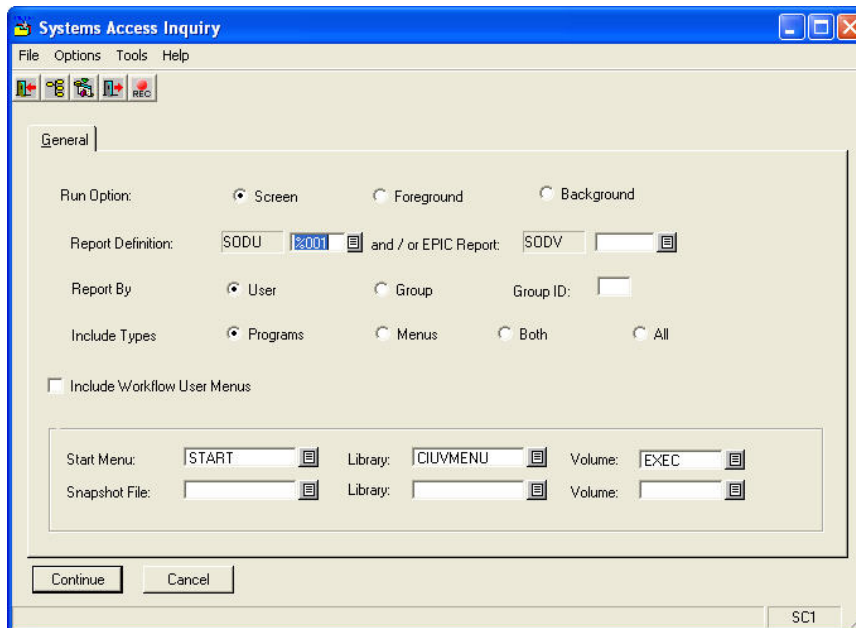 Systems Access Inquiry
File Options Tools Help
REC
General
Run Option: Screen Foreground Background
Report Definition: SODU %001 and / or EPIC Report: SODV
Report By User Group Group ID:
Include Types Programs Menus Both All
Include Workflow User Menus
Start Menu: START Library: CIUVMENU Volume: EXEC
Snapshot File: Library: Volume:
Continue Cancel
SC1